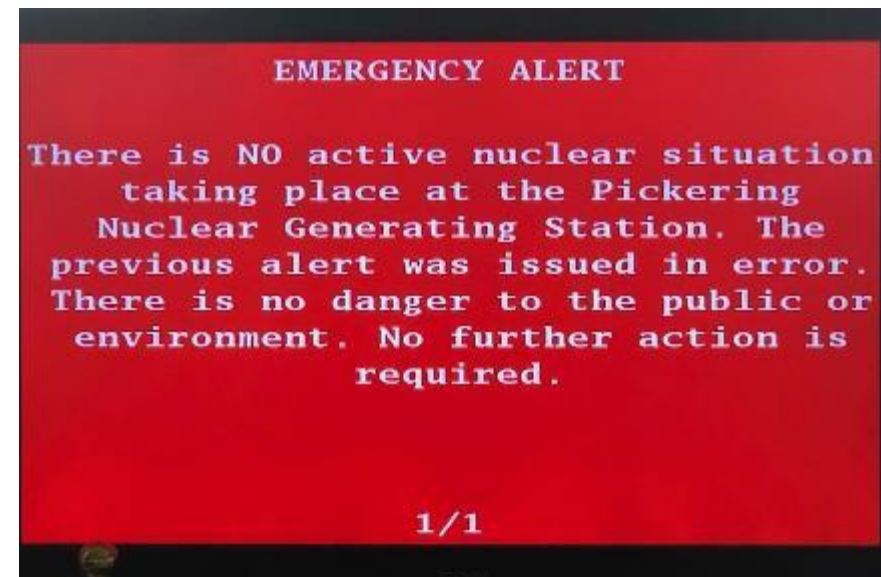 EMERGENCY ALERT
There is NO active nuclear situation
taking place at the Pickering
Nuclear Generating Station. The
previous alert was issued in error.
There is no danger to the public or
environment. No further action is
required.
1/1